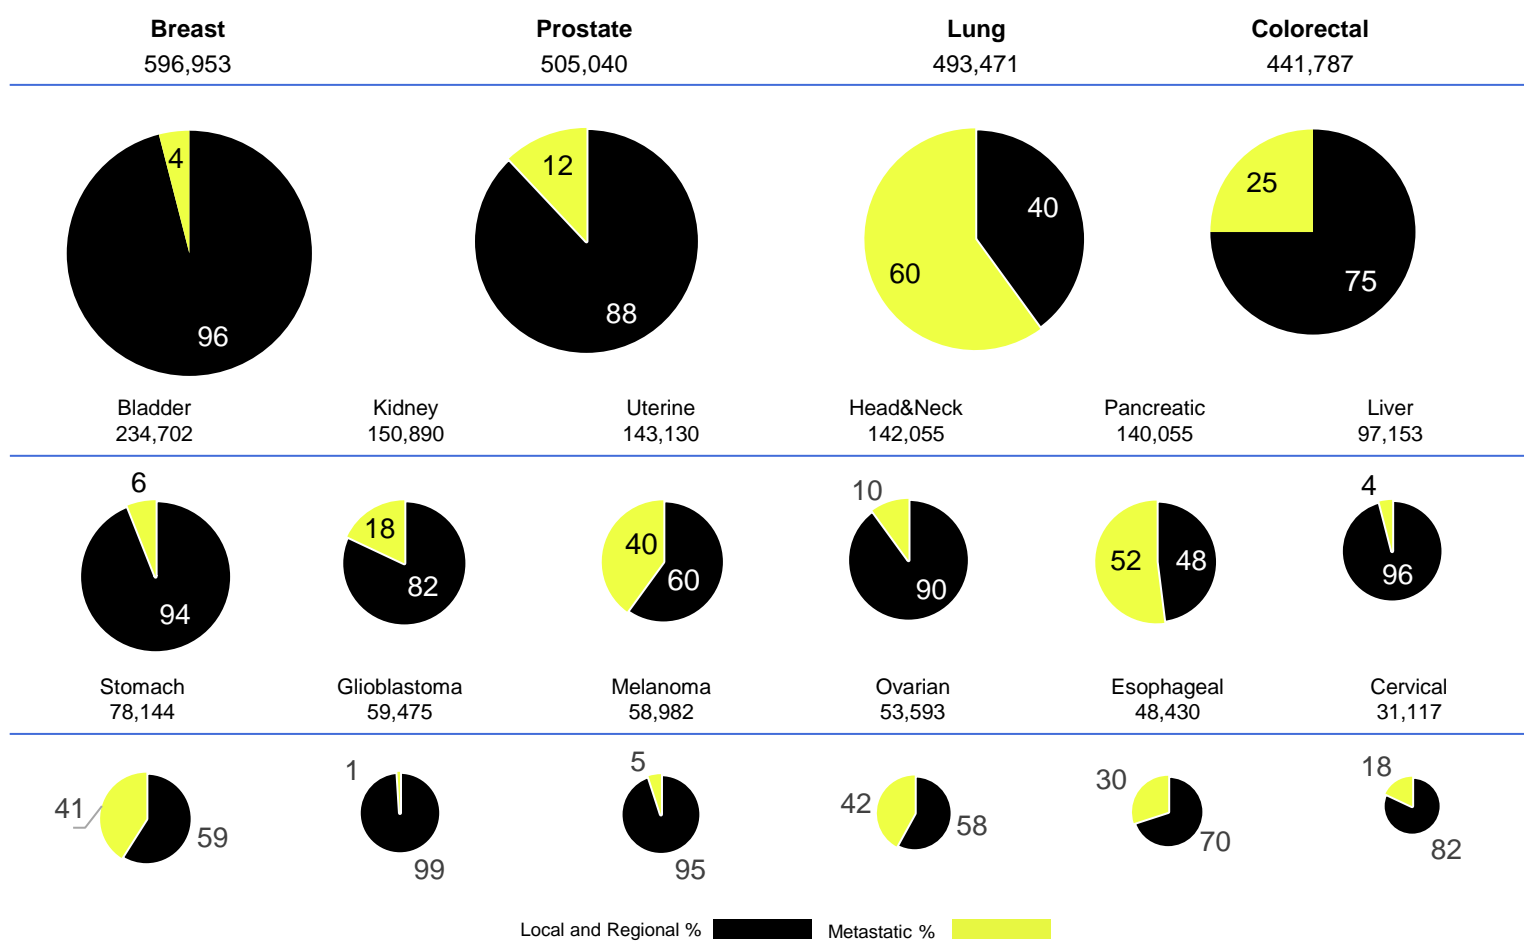 Breast Prostate Lung Colorectal
596,953 505,040 493,471 441,787
4 12 40 25
60 75
96 88
Bladder Kidney Uterine Head&Neck Pancreatic Liver
234,702 150,890 143,130 142,055 140,055 97,153
6 18 40 10 52 48 4
94 82 60 90 96
Stomach Glioblastoma Melanoma Ovarian Esophageal Cervical
78,144 59,475 58,982 53,593 48,430 31,117
41 1 5 42 30 18
59 99 95 58 70 82
Local and Regional % Metastatic %